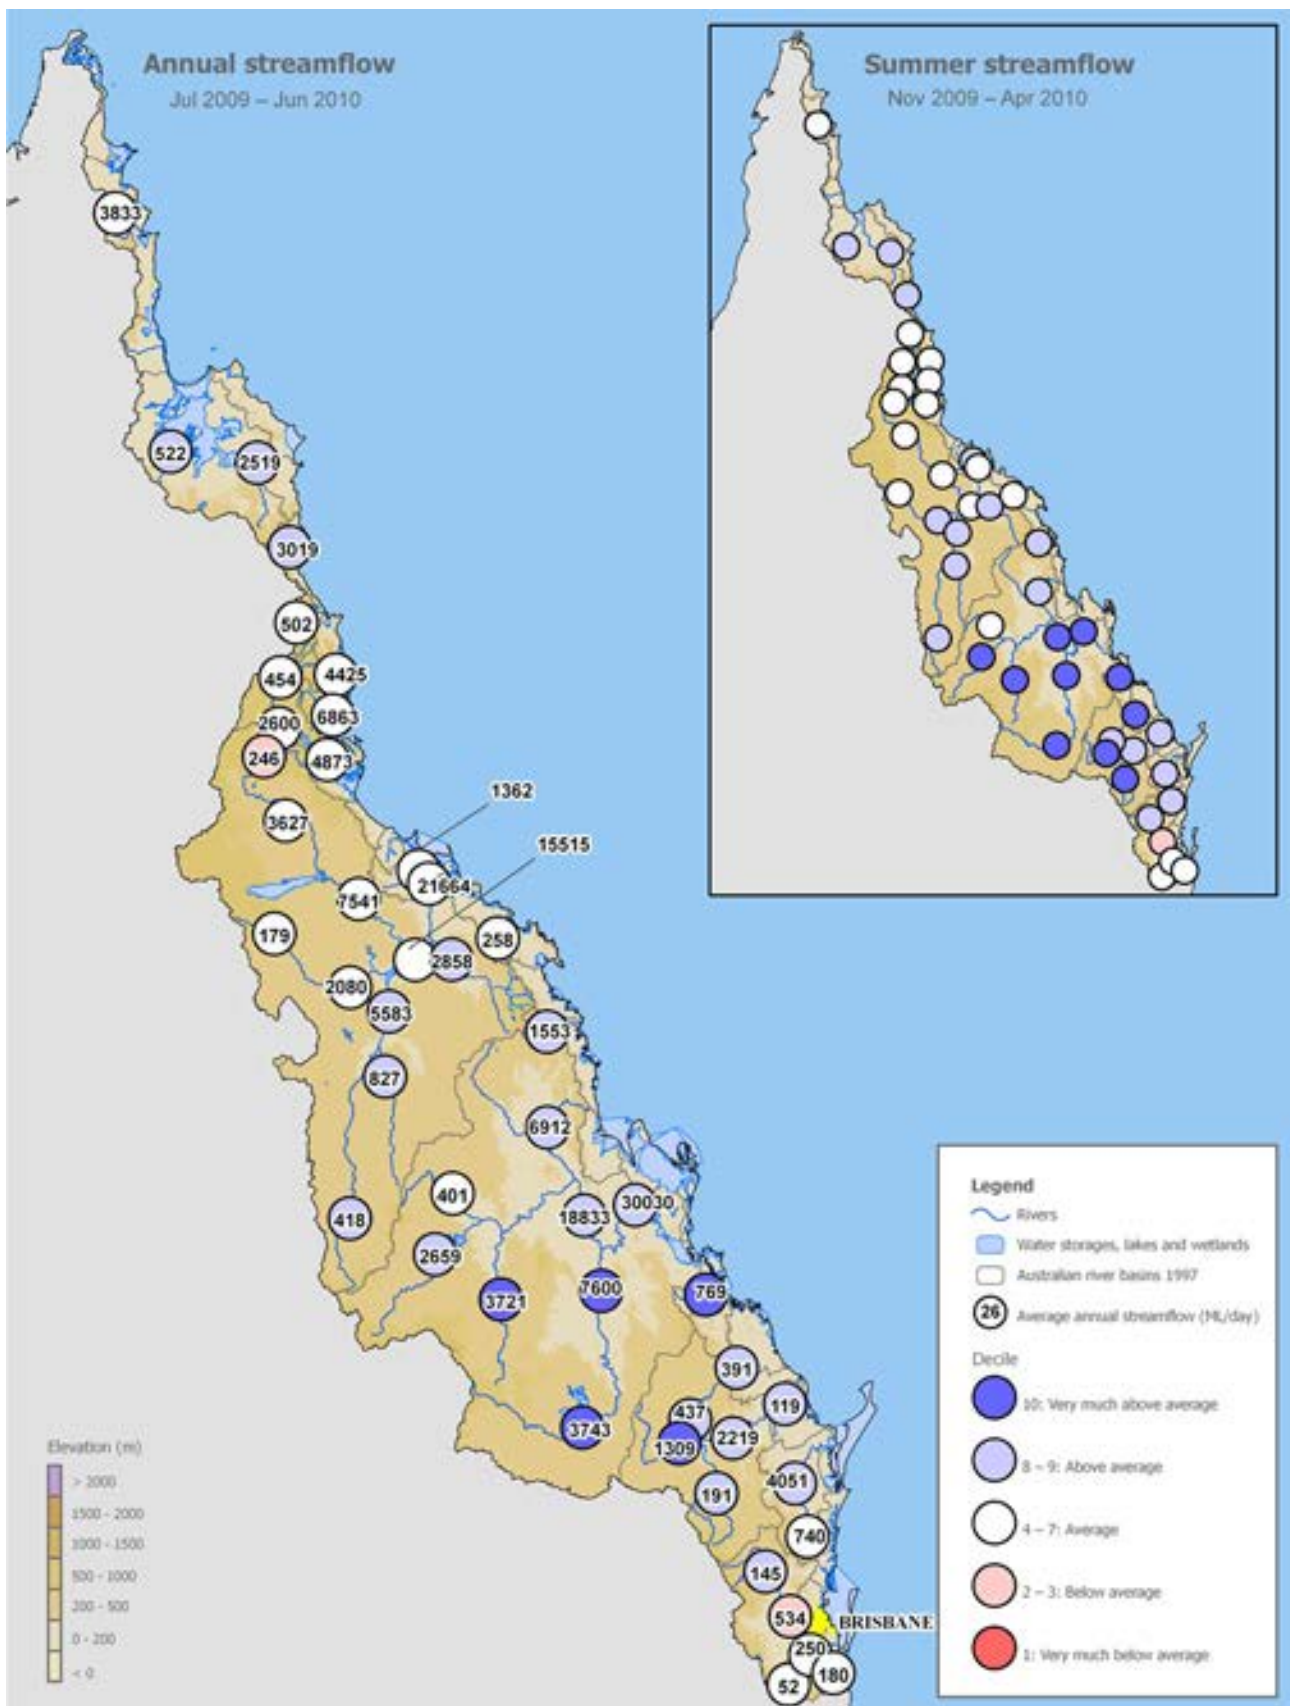 Annual streamflow
Jul 2009 – Jun 2010
Summer streamflow
Nov 2009 – Apr 2010
3833
522
2519
3019
502
454
4425
2600
6863
246
4873
3627
1362
15515
21664
7541
179
258
2858
2080
5583
1553
827
6912
401
418
18833
30030
2659
3721
7600
769
391
119
437
2219
3743
1309
4051
191
740
145
534
BRISBANE
250
180
52
Legend
Rivers
Water storages, lakes and wetlands
Australian river basins 1997
26 Average annual streamflow (ML/day)
Decile
10: Very much above average
8 – 9: Above average
4 – 7: Average
2 – 3: Below average
1: Very much below average
Elevation (m)
> 2000
1500 - 2000
1000 - 1500
500 - 1000
200 - 500
0 - 200
< 0